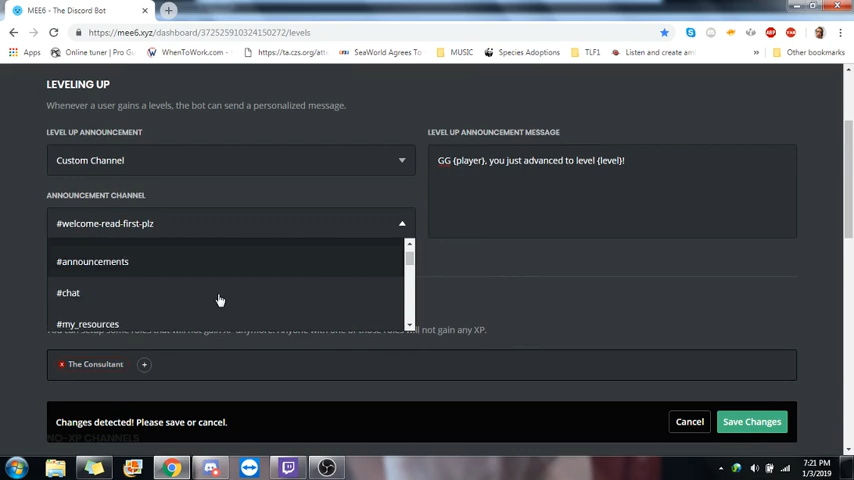 MEE6 - The Discord Bot
https://mee6.xyz/dashboard/372525910324150272/levels
Apps Online tuner | Pro Gu WhenToWork.com - https://ta.czs.org/att SeaWorld Agrees To MUSIC Species Adoptions TLF1 Listen and create am Other bookmarks
LEVELING UP
Whenever a user gains a levels, the bot can send a personalized message.
LEVEL UP ANNOUNCEMENT
Custom Channel
LEVEL UP ANNOUNCEMENT MESSAGE
GG {player}, you just advanced to level {level}!
ANNOUNCEMENT CHANNEL
#welcome-read-first-plz
#announcements
#chat
#my_resources
You can setup some roles that will not gain XP anymore. Anyone with one of those roles will not gain any XP.
The Consultant
Changes detected! Please save or cancel.
Cancel
Save Changes
NO-XP CHANNELS
7:21 PM
1/3/2019